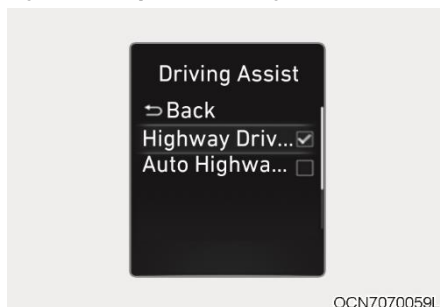 Driving Assist
Back
Highway Driv...
Auto Highwa...
OCN7070059L